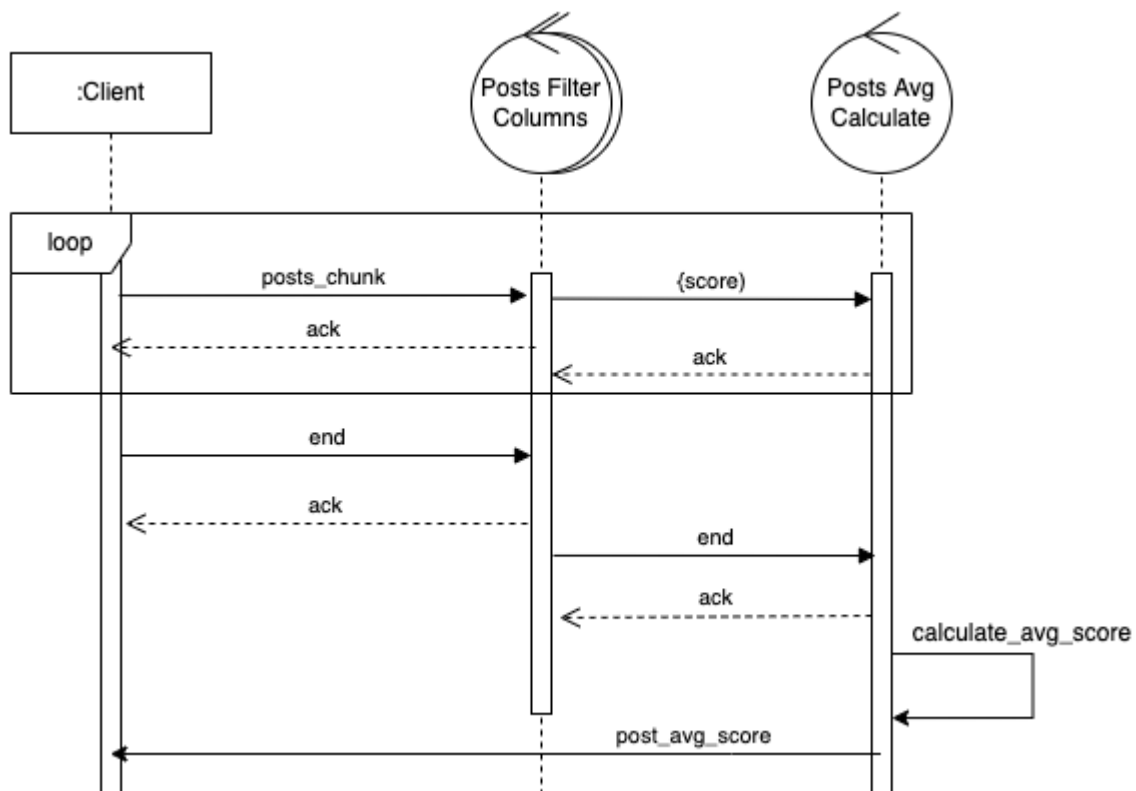 :Client
Posts Filter
Columns
Posts Avg
Calculate
loop
posts_chunk
{score)
ack
ack
end
ack
end
ack
calculate_avg_score
post_avg_score